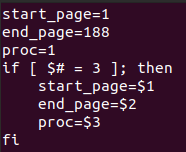 start_page=1
end_page=188
proc=1
if [ $# = 3 ]; then
    start_page=$1
    end_page=$2
    proc=$3
fi